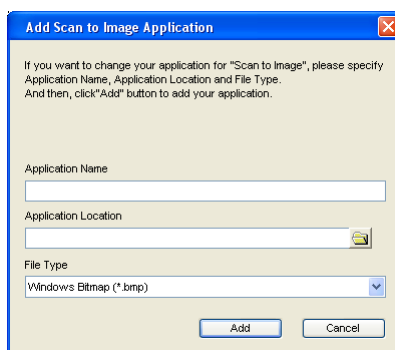 Add Scan to Image Application
If you want to change your application for "Scan to Image", please specify
Application Name, Application Location and File Type.
And then, click"Add" button to add your application.
Application Name
Application Location
File Type
Windows Bitmap (*.bmp)
Add Cancel